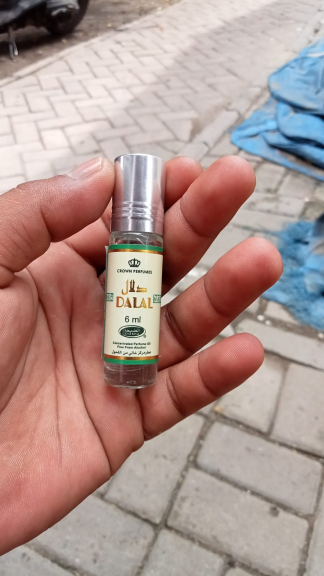 CROWN PERFUMES
دلال
DALAL
6 ml
Concentrated Perfume Oil
Free From Alcohol
عطر مركز خالي من الكحول